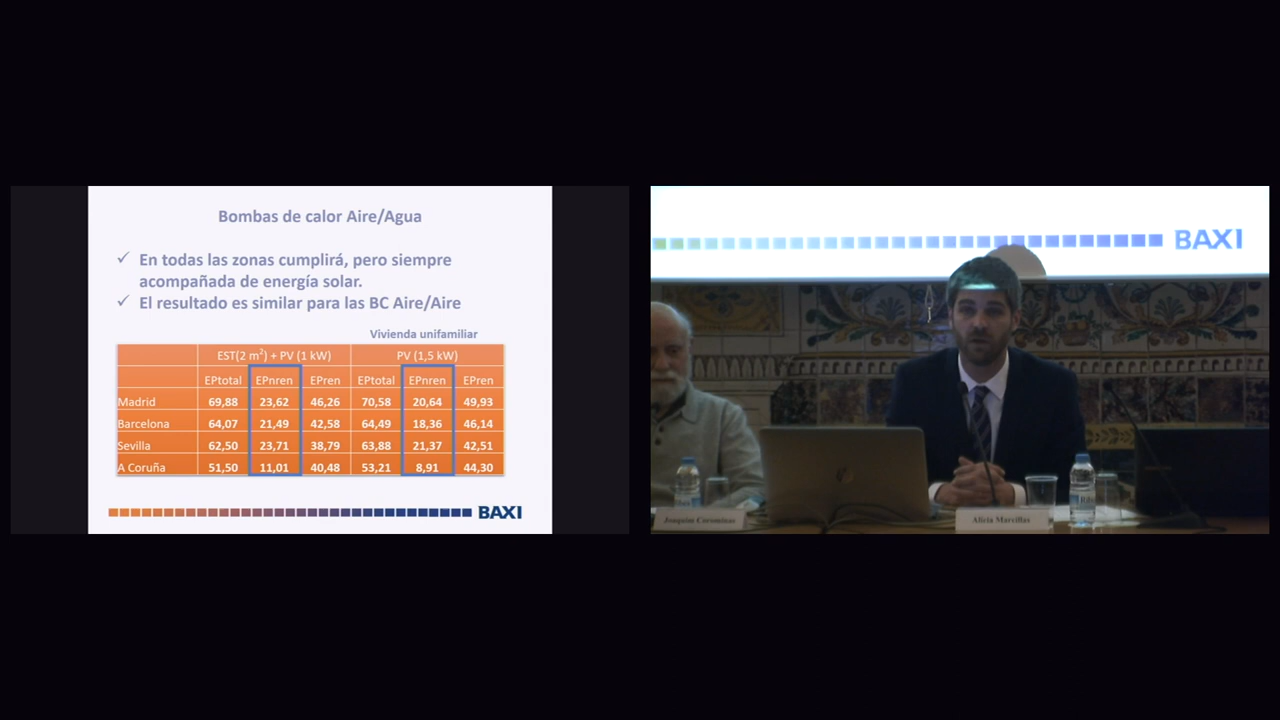 Bombas de calor Aire/Agua
✓ En todas las zonas cumplirá, pero siempre
acompañada de energía solar.
✓ El resultado es similar para las BC Aire/Aire
Vivienda unifamiliar
EST(2 m²) + PV (1 kW) PV (1,5 kW)
EPtotal EPnren EPren EPtotal EPnren EPren
Madrid 69,88 23,62 46,26 70,58 20,64 49,93
Barcelona 64,07 21,49 42,58 64,49 18,36 46,14
Sevilla 62,50 23,71 38,79 63,88 21,37 42,51
A Coruña 51,50 11,01 40,48 53,21 8,91 44,30
BAXI
BAXI
Joaquim Corominas
Alicia Marcillas